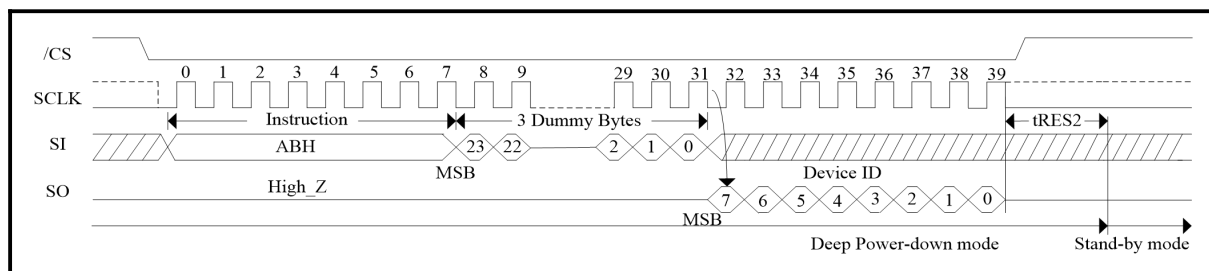 /CS
0 1 2 3 4 5 6 7 8 9 29 30 31 32 33 34 35 36 37 38 39
SCLK
Instruction 3 Dummy Bytes tRES2
SI ABH 23 22 2 1 0
MSB Device ID
SO High_Z 7 6 5 4 3 2 1 0
MSB
Deep Power-down mode Stand-by mode